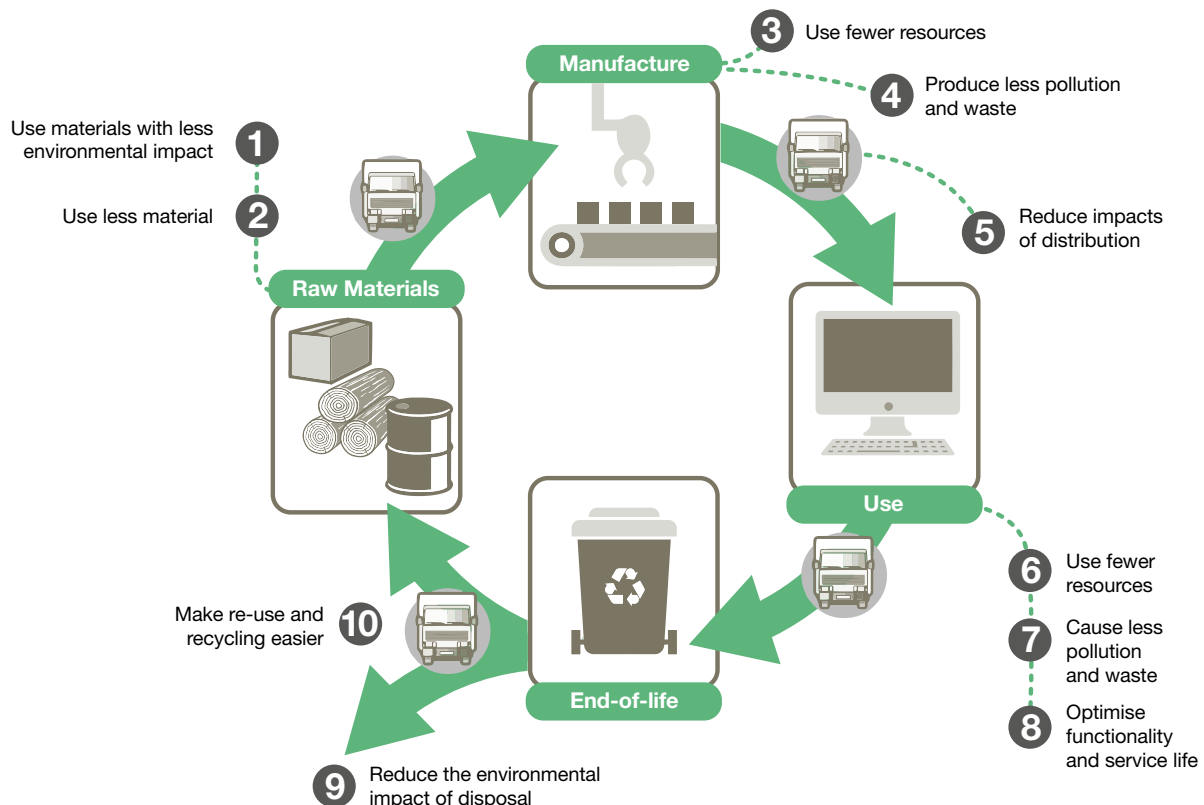 3
Use fewer resources
Manufacture
4
Produce less pollution
and waste
Use materials with less
environmental impact
1
Use less material
2
5
Reduce impacts
of distribution
Raw Materials
Use
6
Use fewer
resources
Make re-use and
recycling easier
10
7
Cause less
pollution
and waste
End-of-life
8
Optimise
functionality
and service life
9
Reduce the environmental
impact of disposal